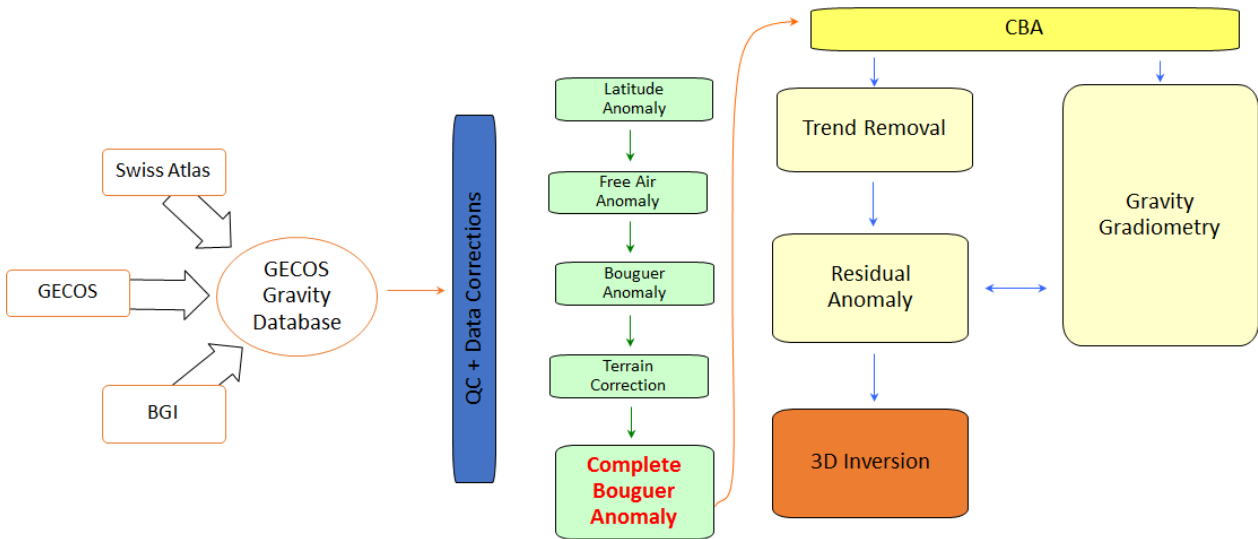 Swiss Atlas
GECOS
BGI
GECOS
Gravity
Database
QC + Data Corrections
Latitude
Anomaly
Free Air
Anomaly
Bouguer
Anomaly
Terrain
Correction
Complete
Bouguer
Anomaly
CBA
Trend Removal
Residual
Anomaly
3D Inversion
Gravity
Gradiometry